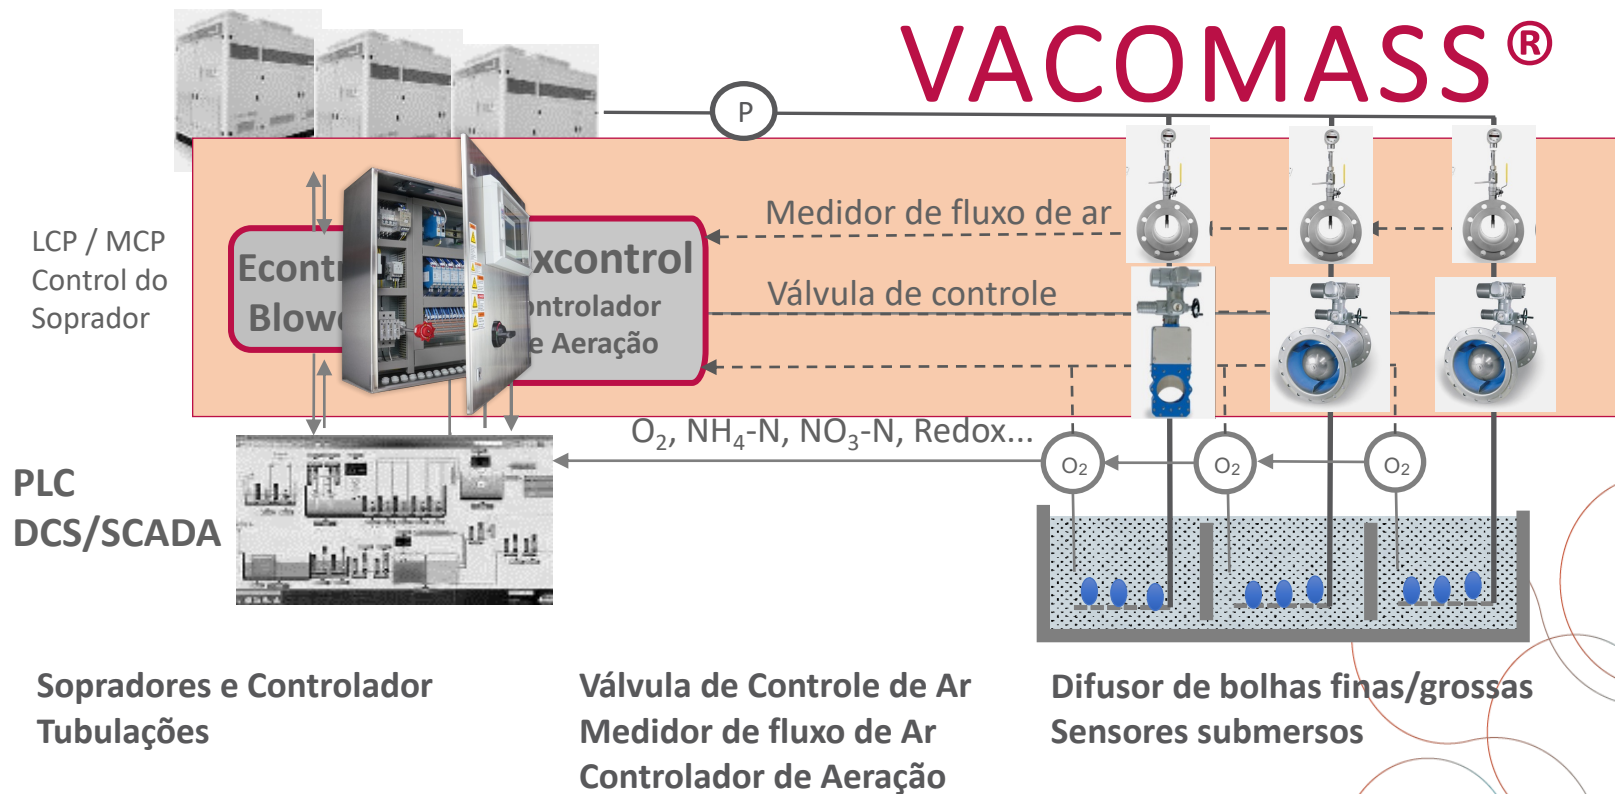 VACOMASS®
P
LCP / MCP
Control do
Soprador
Medidor de fluxo de ar
Válvula de controle
Econtr
Blow
xcontrol
ontrolador
e Aeração
O₂, NH₄-N, NO₃-N, Redox...
O₂
O₂
O₂
PLC
DCS/SCADA
Sopradores e Controlador
Tubulações
Válvula de Controle de Ar
Medidor de fluxo de Ar
Controlador de Aeração
Difusor de bolhas finas/grossas
Sensores submersos